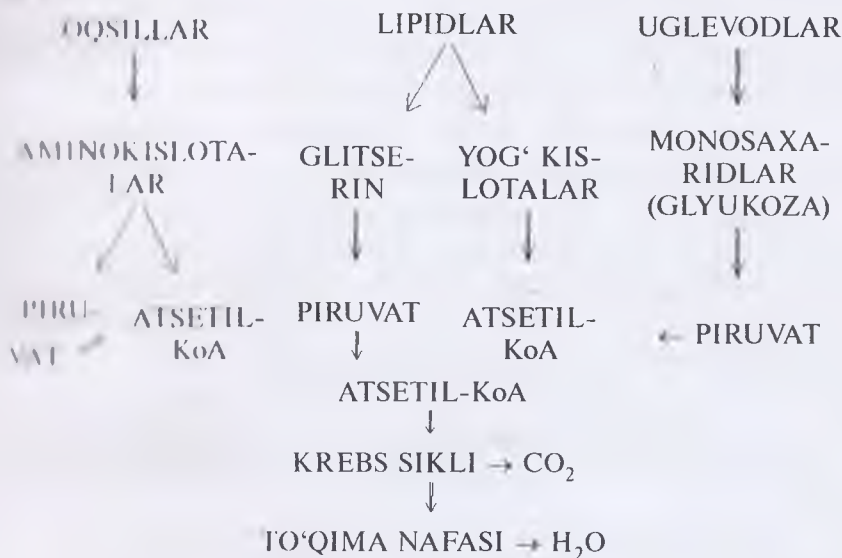 OQSILLAR LIPIDLAR UGLEVODLAR
AMINOKISLOTA-
LAR
GLITSE-
RIN
YOG‘ KIS-
LOTALAR
MONOSAXA-
RIDLAR
(GLYUKOZA)
PIRU-
VAT
→ ATSETIL-
KoA
PIRUVAT
ATSETIL-
KoA
← PIRUVAT
ATSETIL-KoA
KREBS SIKLI → CO₂
TO‘QIMA NAFASI → H₂O